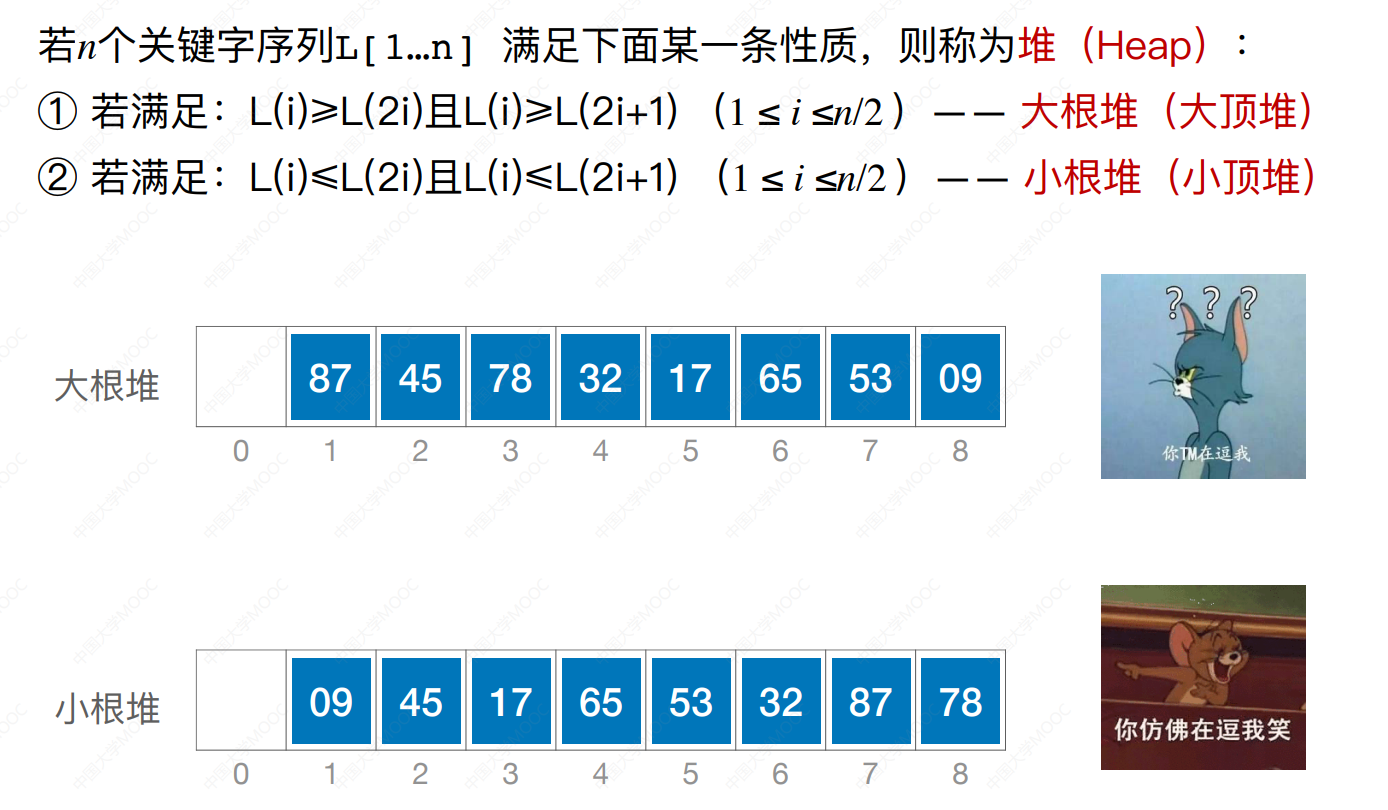 若n个关键字序列L[1…n] 满足下面某一条性质，则称为堆（Heap）：
① 若满足：L(i)≥L(2i)且L(i)≥L(2i+1) （1 ≤ i ≤n/2 ）—— 大根堆（大顶堆）
② 若满足：L(i)≤L(2i)且L(i)≤L(2i+1) （1 ≤ i ≤n/2 ）—— 小根堆（小顶堆）
? ? ?
大根堆 87 45 78 32 17 65 53 09
你TM在逗我
0 1 2 3 4 5 6 7 8
小根堆 09 45 17 65 53 32 87 78
你仿佛在逗我笑
0 1 2 3 4 5 6 7 8
中国大学MOOC